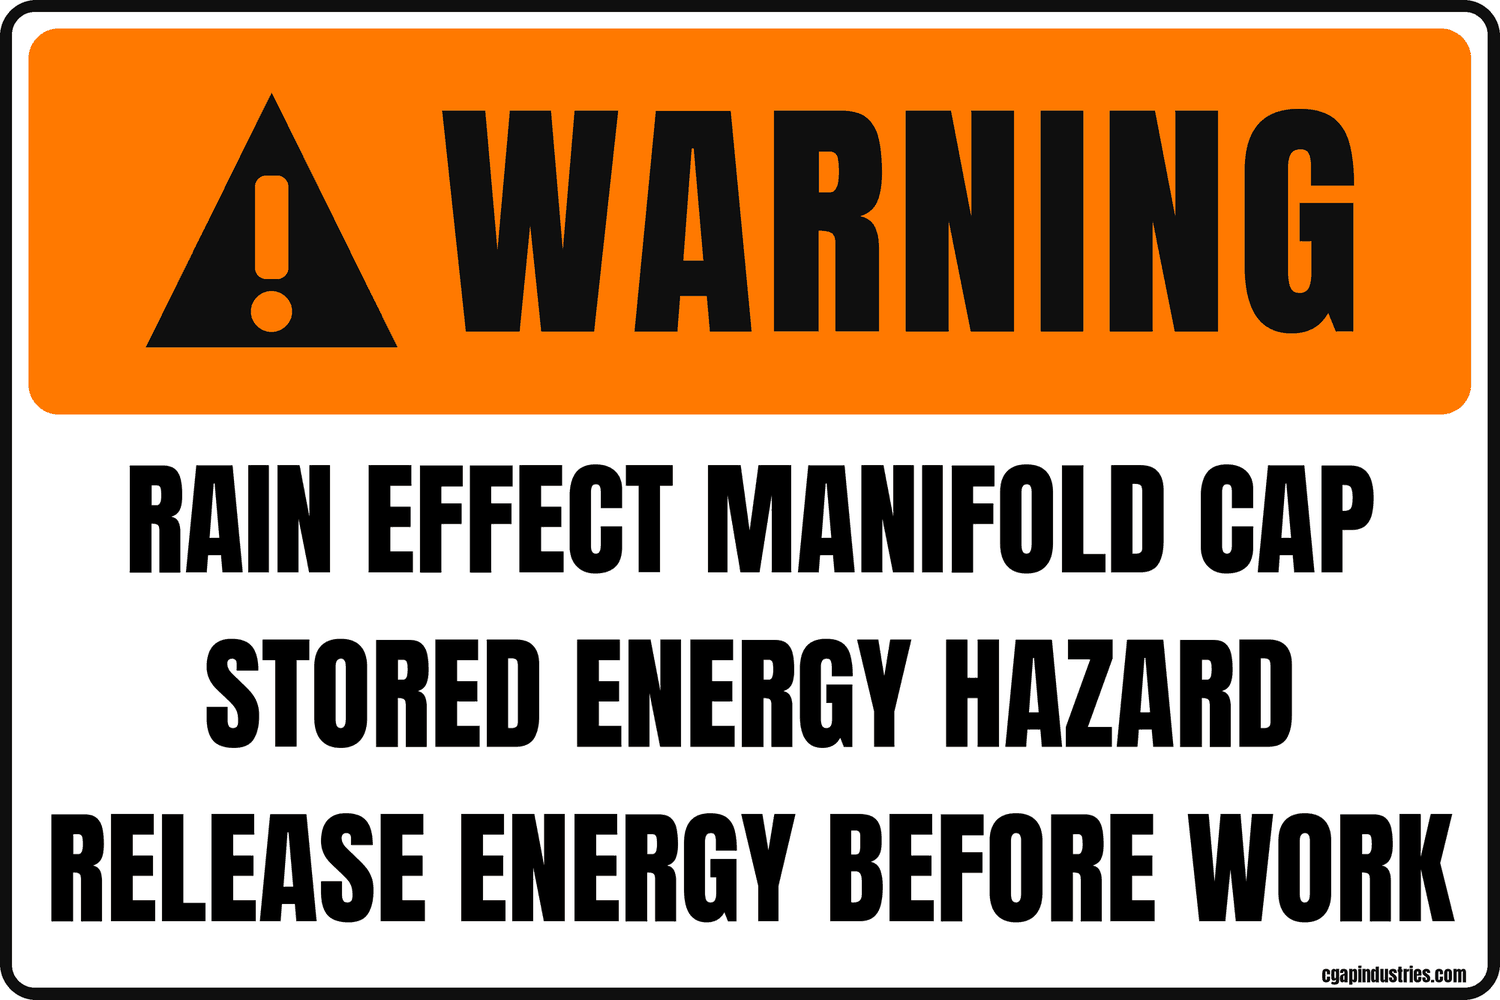 WARNING
RAIN EFFECT MANIFOLD CAP
STORED ENERGY HAZARD
RELEASE ENERGY BEFORE WORK
cgapindustries.com